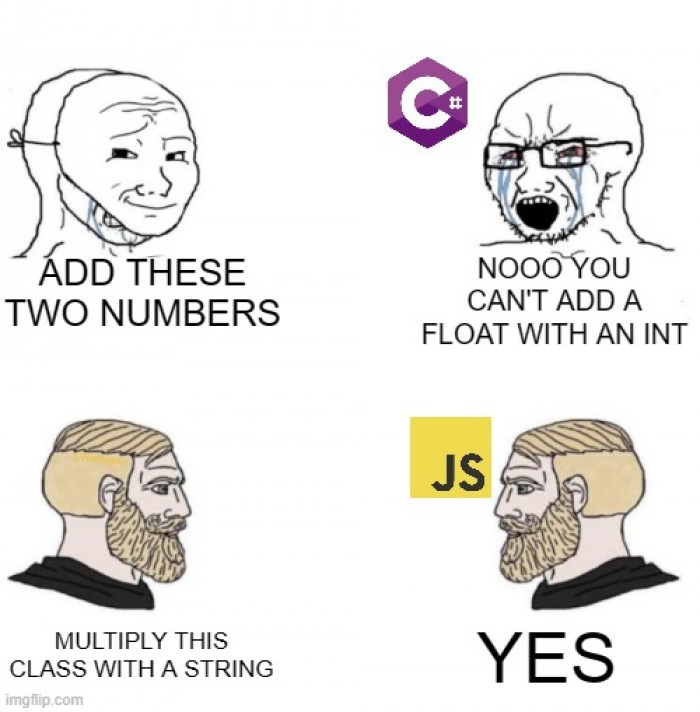 C#
ADD THESE
TWO NUMBERS
NOOO YOU
CAN'T ADD A
FLOAT WITH AN INT
JS
MULTIPLY THIS
CLASS WITH A STRING
YES
imgflip.com